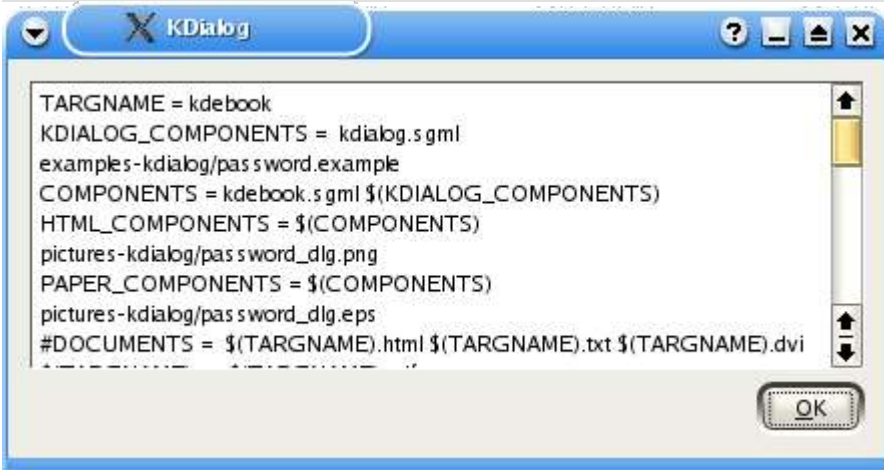 KDialog
TARGNAME = kdebook
KDIALOG_COMPONENTS =  kdialog.sgml
examples-kdialog/password.example
COMPONENTS = kdebook.sgml $(KDIALOG_COMPONENTS)
HTML_COMPONENTS = $(COMPONENTS)
pictures-kdialog/password_dlg.png
PAPER_COMPONENTS = $(COMPONENTS)
pictures-kdialog/password_dlg.eps
#DOCUMENTS =  $(TARGNAME).html $(TARGNAME).txt $(TARGNAME).dvi
OK